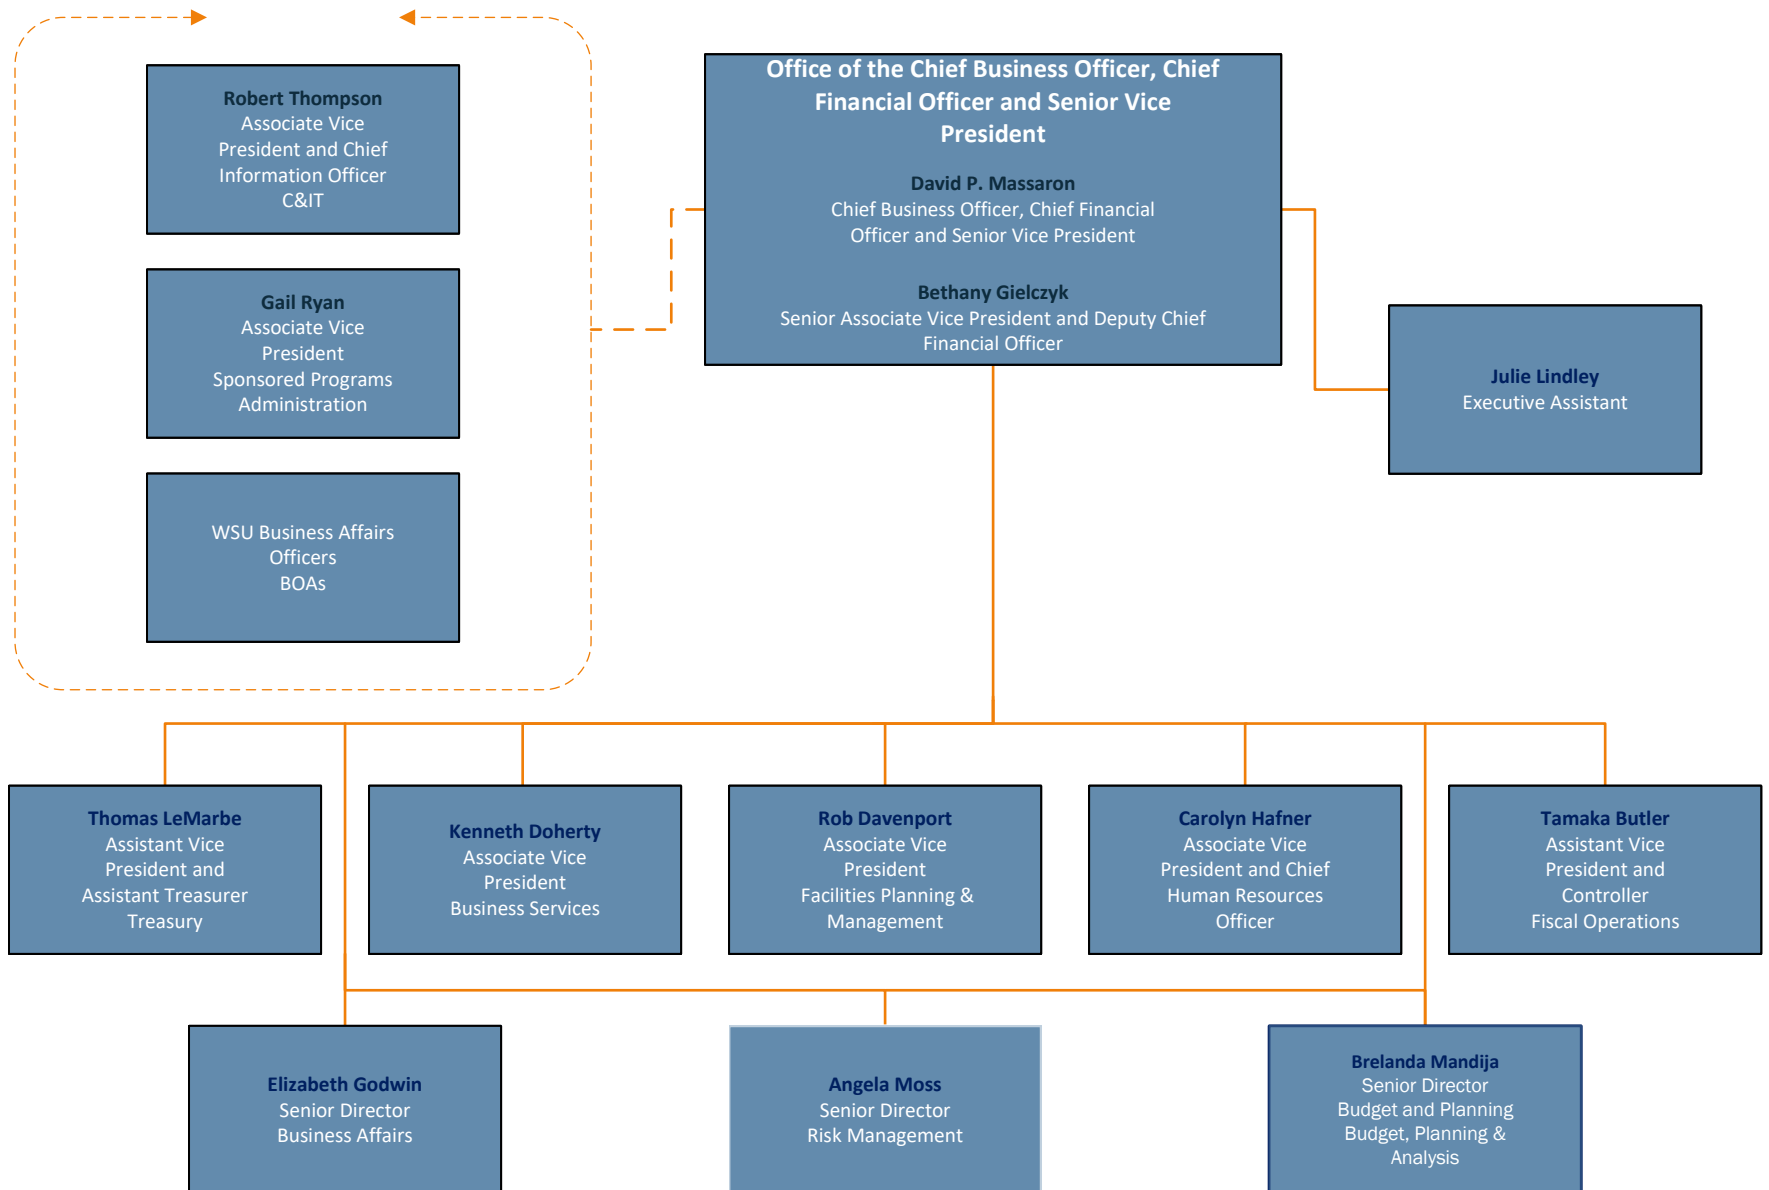 Robert Thompson
Associate Vice
President and Chief
Information Officer
C&IT
Gail Ryan
Associate Vice
President
Sponsored Programs
Administration
WSU Business Affairs
Officers
BOAs
Office of the Chief Business Officer, Chief
Financial Officer and Senior Vice
President
David P. Massaron
Chief Business Officer, Chief Financial
Officer and Senior Vice President
Bethany Gielczyk
Senior Associate Vice President and Deputy Chief
Financial Officer
Julie Lindley
Executive Assistant
Thomas LeMarbe
Assistant Vice
President and
Assistant Treasurer
Treasury
Kenneth Doherty
Associate Vice
President
Business Services
Rob Davenport
Associate Vice
President
Facilities Planning &
Management
Carolyn Hafner
Associate Vice
President and Chief
Human Resources
Officer
Tamaka Butler
Assistant Vice
President and
Controller
Fiscal Operations
Elizabeth Godwin
Senior Director
Business Affairs
Angela Moss
Senior Director
Risk Management
Brelanda Mandija
Senior Director
Budget and Planning
Budget, Planning &
Analysis